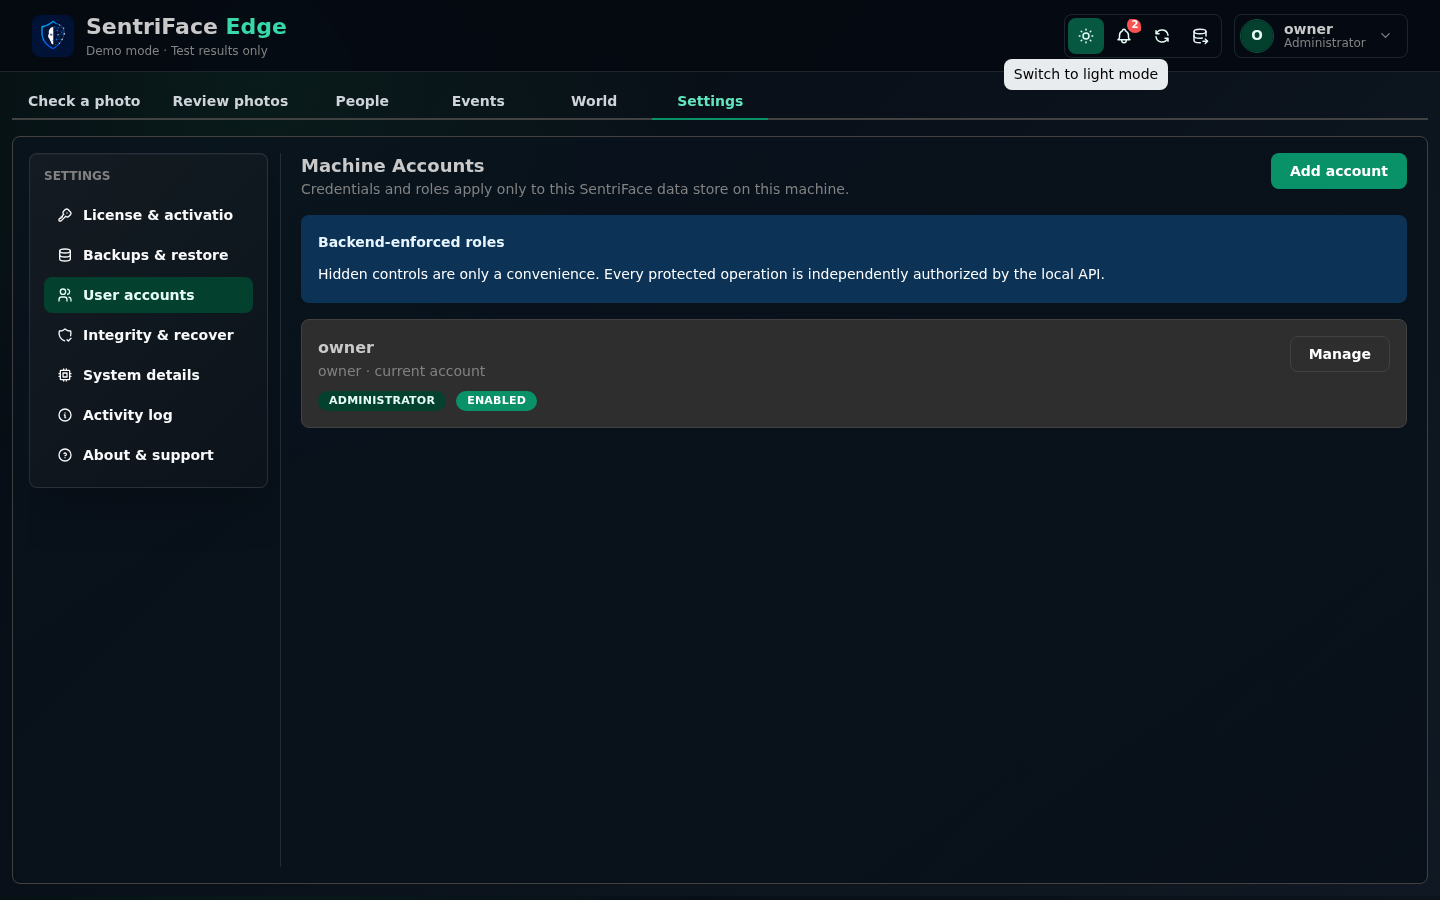 SentriFace Edge
Demo mode · Test results only
2
O
owner
Administrator
Switch to light mode
Check a photo
Review photos
People
Events
World
Settings
SETTINGS
License & activatio
Backups & restore
User accounts
Integrity & recover
System details
Activity log
About & support
Machine Accounts
Credentials and roles apply only to this SentriFace data store on this machine.
Add account
Backend-enforced roles
Hidden controls are only a convenience. Every protected operation is independently authorized by the local API.
owner
owner · current account
ADMINISTRATOR
ENABLED
Manage